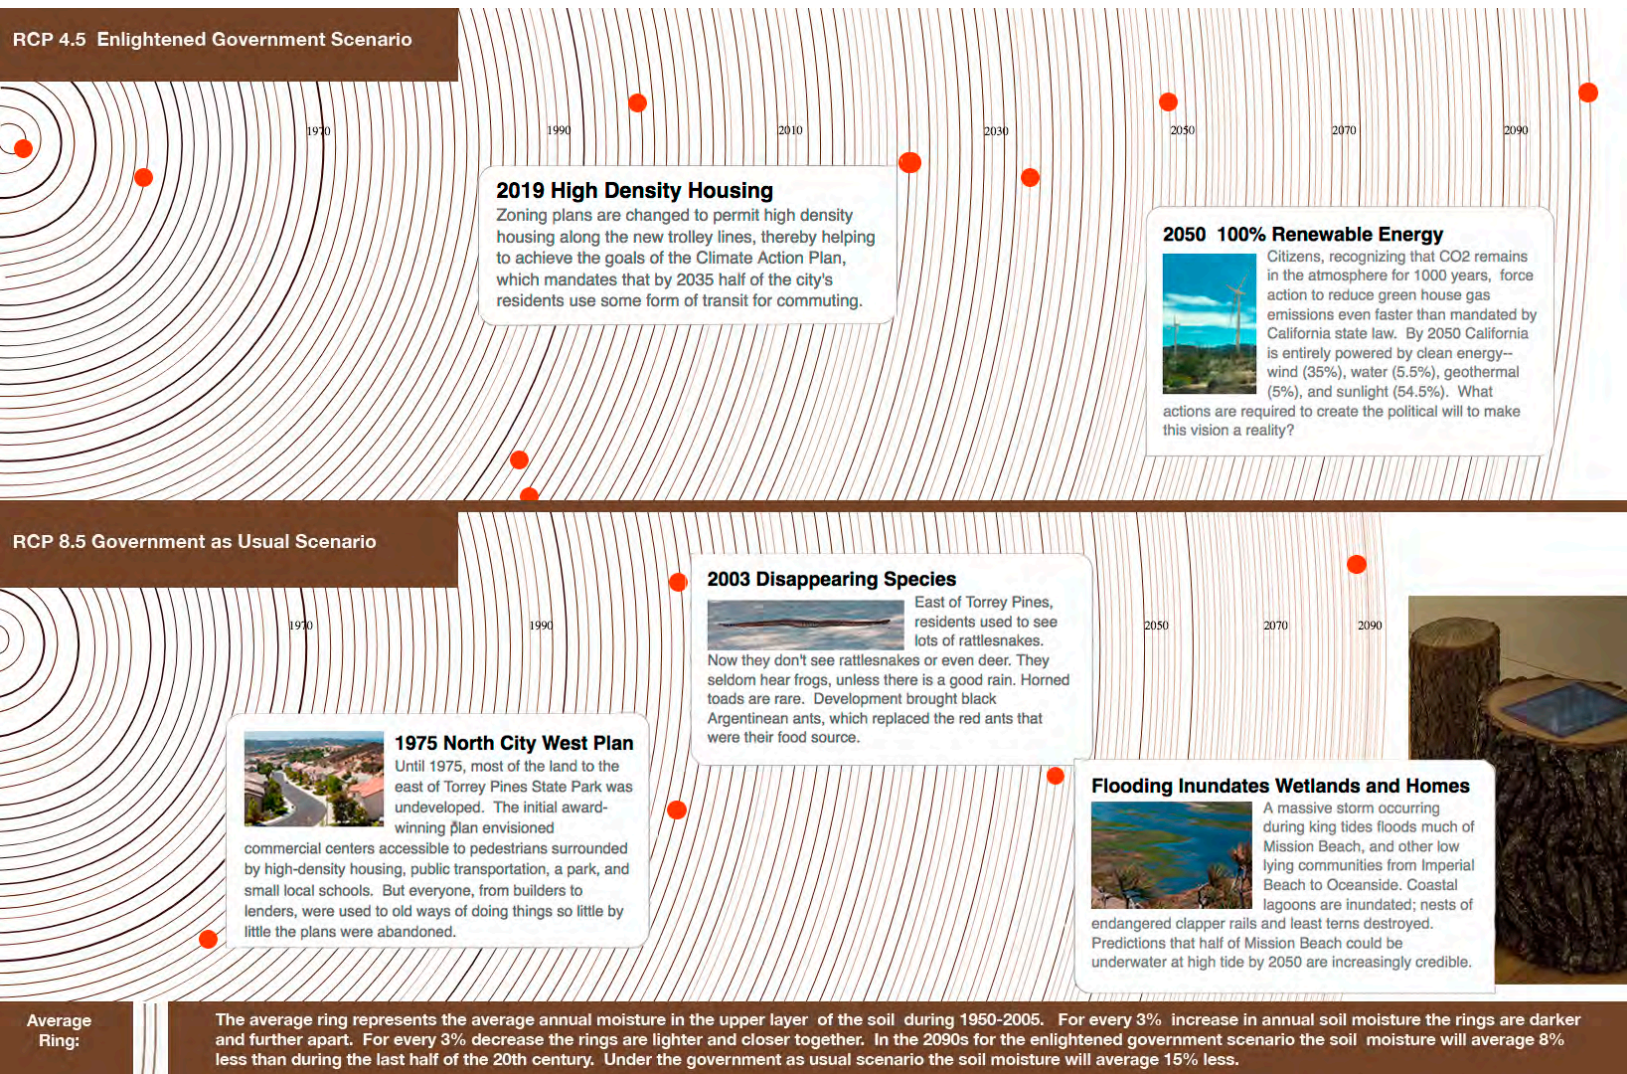 RCP 4.5 Enlightened Government Scenario
1970
1990
2010
2030
2050
2070
2090
2019 High Density Housing
Zoning plans are changed to permit high density
housing along the new trolley lines, thereby helping
to achieve the goals of the Climate Action Plan,
which mandates that by 2035 half of the city's
residents use some form of transit for commuting.
2050 100% Renewable Energy
Citizens, recognizing that CO2 remains
in the atmosphere for 1000 years, force
action to reduce green house gas
emissions even faster than mandated by
California state law. By 2050 California
is entirely powered by clean energy--
wind (35%), water (5.5%), geothermal
(5%), and sunlight (54.5%). What
actions are required to create the political will to make
this vision a reality?
RCP 8.5 Government as Usual Scenario
1970
1990
2050
2070
2090
2003 Disappearing Species
East of Torrey Pines,
residents used to see
lots of rattlesnakes.
Now they don't see rattlesnakes or even deer. They
seldom hear frogs, unless there is a good rain. Horned
toads are rare. Development brought black
Argentinean ants, which replaced the red ants that
were their food source.
1975 North City West Plan
Until 1975, most of the land to the
east of Torrey Pines State Park was
undeveloped. The initial award-
winning plan envisioned
commercial centers accessible to pedestrians surrounded
by high-density housing, public transportation, a park, and
small local schools. But everyone, from builders to
lenders, were used to old ways of doing things so little by
little the plans were abandoned.
Flooding Inundates Wetlands and Homes
A massive storm occurring
during king tides floods much of
Mission Beach, and other low
lying communities from Imperial
Beach to Oceanside. Coastal
lagoons are inundated; nests of
endangered clapper rails and least terns destroyed.
Predictions that half of Mission Beach could be
underwater at high tide by 2050 are increasingly credible.
Average
Ring:
The average ring represents the average annual moisture in the upper layer of the soil during 1950-2005. For every 3% increase in annual soil moisture the rings are darker
and further apart. For every 3% decrease the rings are lighter and closer together. In the 2090s for the enlightened government scenario the soil moisture will average 8%
less than during the last half of the 20th century. Under the government as usual scenario the soil moisture will average 15% less.